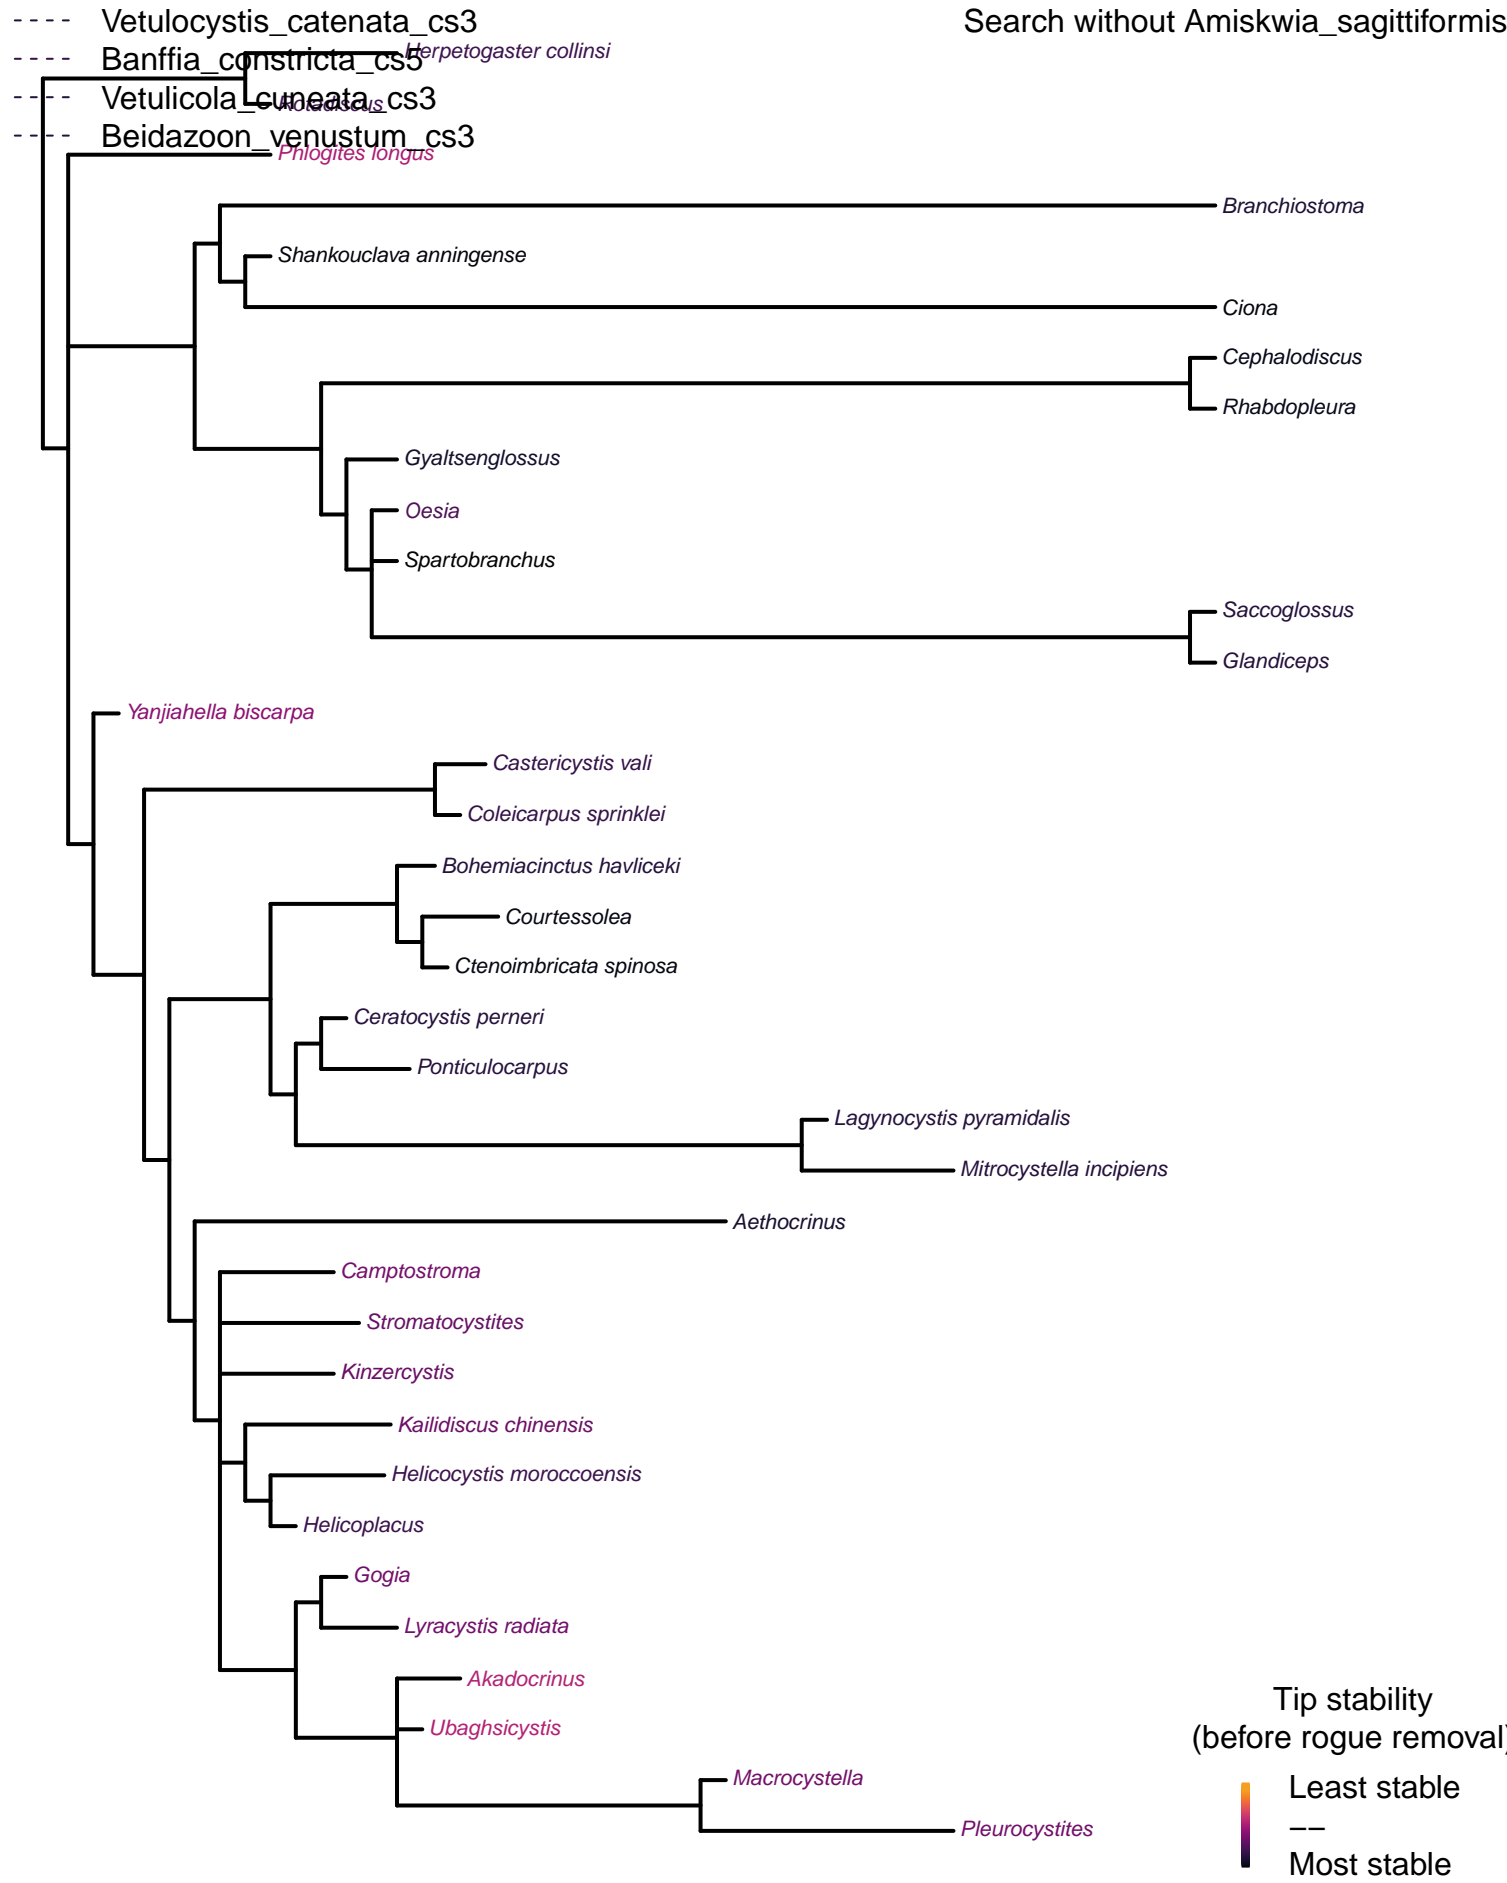 Vetulocystis_catenata_cs3
Search without Amiskwia_sagittiformis
Herpetogaster collinsi
Banffia_constricta_cs5
Vetulicola_cuneata_cs3
Rotadiscus
Beidazoon_venustum_cs3
Phlogites longus
Branchiostoma
Shankouclava anningense
Ciona
Cephalodiscus
Rhabdopleura
Gyaltsenglossus
Oesia
Spartobranchus
Saccoglossus
Glandiceps
Yanjiahella biscarpa
Castericystis vali
Coleicarpus sprinklei
Bohemiacinctus havliceki
Courtessolea
Ctenoimbricata spinosa
Ceratocystis perneri
Ponticulocarpus
Lagynocystis pyramidalis
Mitrocystella incipiens
Aethocrinus
Camptostroma
Stromatocystites
Kinzercystis
Kailidiscus chinensis
Helicocystis moroccoensis
Helicoplacus
Gogia
Lyracystis radiata
Akadocrinus
Ubaghsicystis
Macrocystella
Pleurocystites
Tip stability
(before rogue removal)
Least stable
−−
Most stable